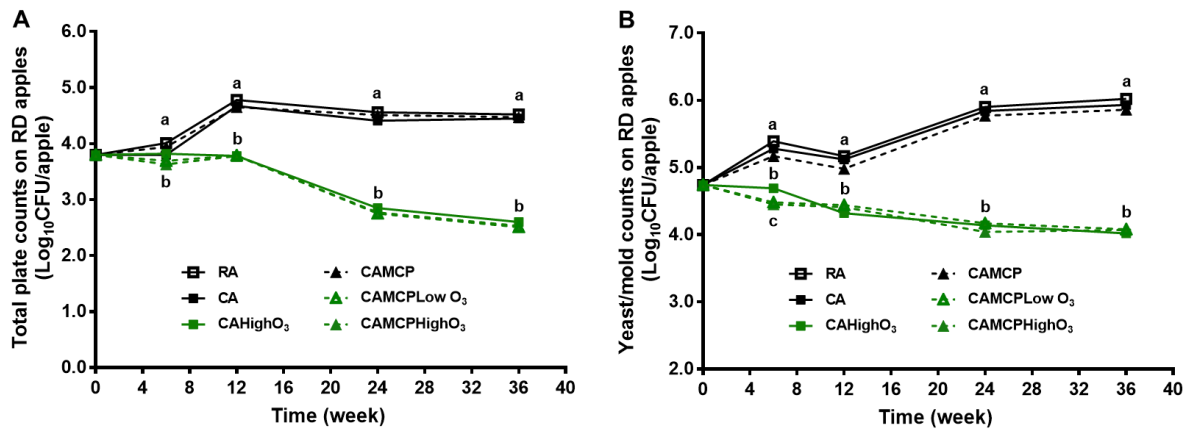 A
Total plate counts on RD apples
(Log₁₀CFU/apple)
6.0
5.0
4.0
3.0
2.0
1.0
0.0
a
a
a
a
b
b
b
b
RA
CA
CAHighO₃
CAMCP
CAMCPLow O₃
CAMCPHighO₃
0 4 8 12 16 20 24 28 32 36 40
Time (week)
B
Yeast/mold counts on RD apples
(Log₁₀CFU/apple)
7.0
6.0
5.0
4.0
3.0
2.0
a
a
a
a
b
b
b
b
c
RA
CA
CAHighO₃
CAMCP
CAMCPLow O₃
CAMCPHighO₃
0 4 8 12 16 20 24 28 32 36 40
Time (week)